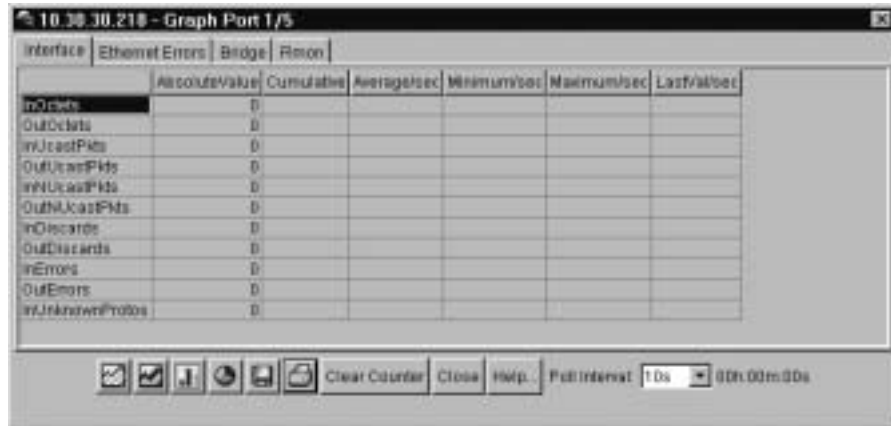 10.30.30.218 - Graph Port 1/5
Interface Ethernet Errors Bridge Rmon
AbsoluteValue Cumulative Average/sec Minimum/sec Maximum/sec LastVal/sec
InOctets 0
OutOctets 0
InUcastPkts 0
OutUcastPkts 0
InNUcastPkts 0
OutNUcastPkts 0
InDiscards 0
OutDiscards 0
InErrors 0
OutErrors 0
InUnknownProtos 0
Clear Counter Close Help... Poll Interval: 10s 00h:00m:00s